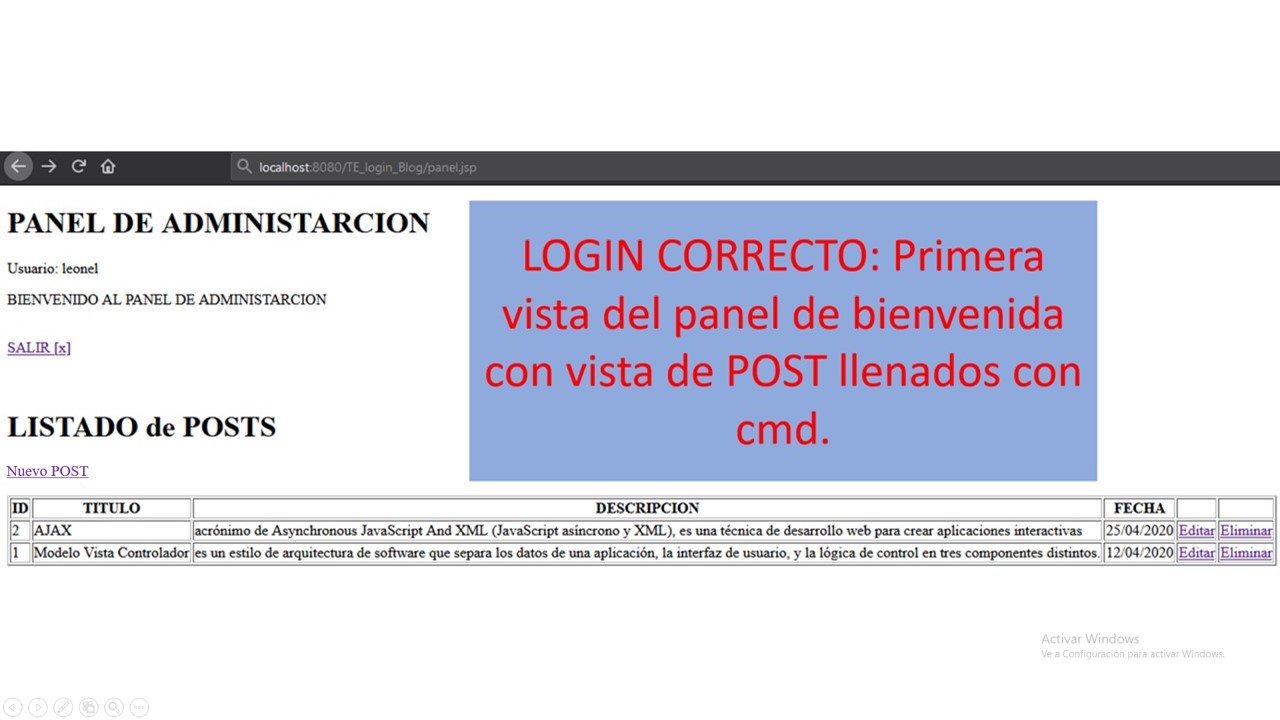 localhost:8080/TE_login_Blog/panel.jsp
PANEL DE ADMINISTARCION
Usuario: leonel
BIENVENIDO AL PANEL DE ADMINISTARCION
SALIR [x]
LOGIN CORRECTO: Primera
vista del panel de bienvenida
con vista de POST llenados con
cmd.
LISTADO de POSTS
Nuevo POST
ID TITULO DESCRIPCION FECHA
2 AJAX acrónimo de Asynchronous JavaScript And XML (JavaScript asíncrono y XML), es una técnica de desarrollo web para crear aplicaciones interactivas 25/04/2020 Editar Eliminar
1 Modelo Vista Controlador es un estilo de arquitectura de software que separa los datos de una aplicación, la interfaz de usuario, y la lógica de control en tres componentes distintos. 12/04/2020 Editar Eliminar
Activar Windows
Ve a Configuración para activar Windows.